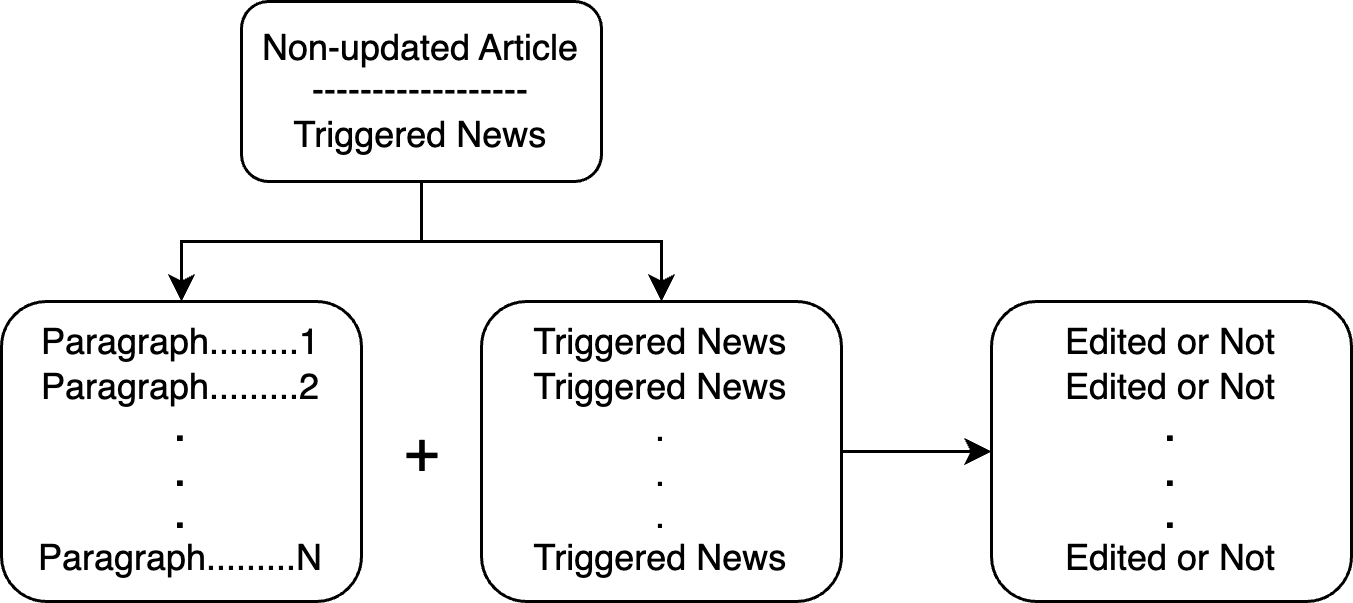 Non-updated Article
------------------
Triggered News
Paragraph.........1
Paragraph.........2
.
.
.
Paragraph.........N
+
Triggered News
Triggered News
.
.
.
Triggered News
Edited or Not
Edited or Not
.
.
.
Edited or Not